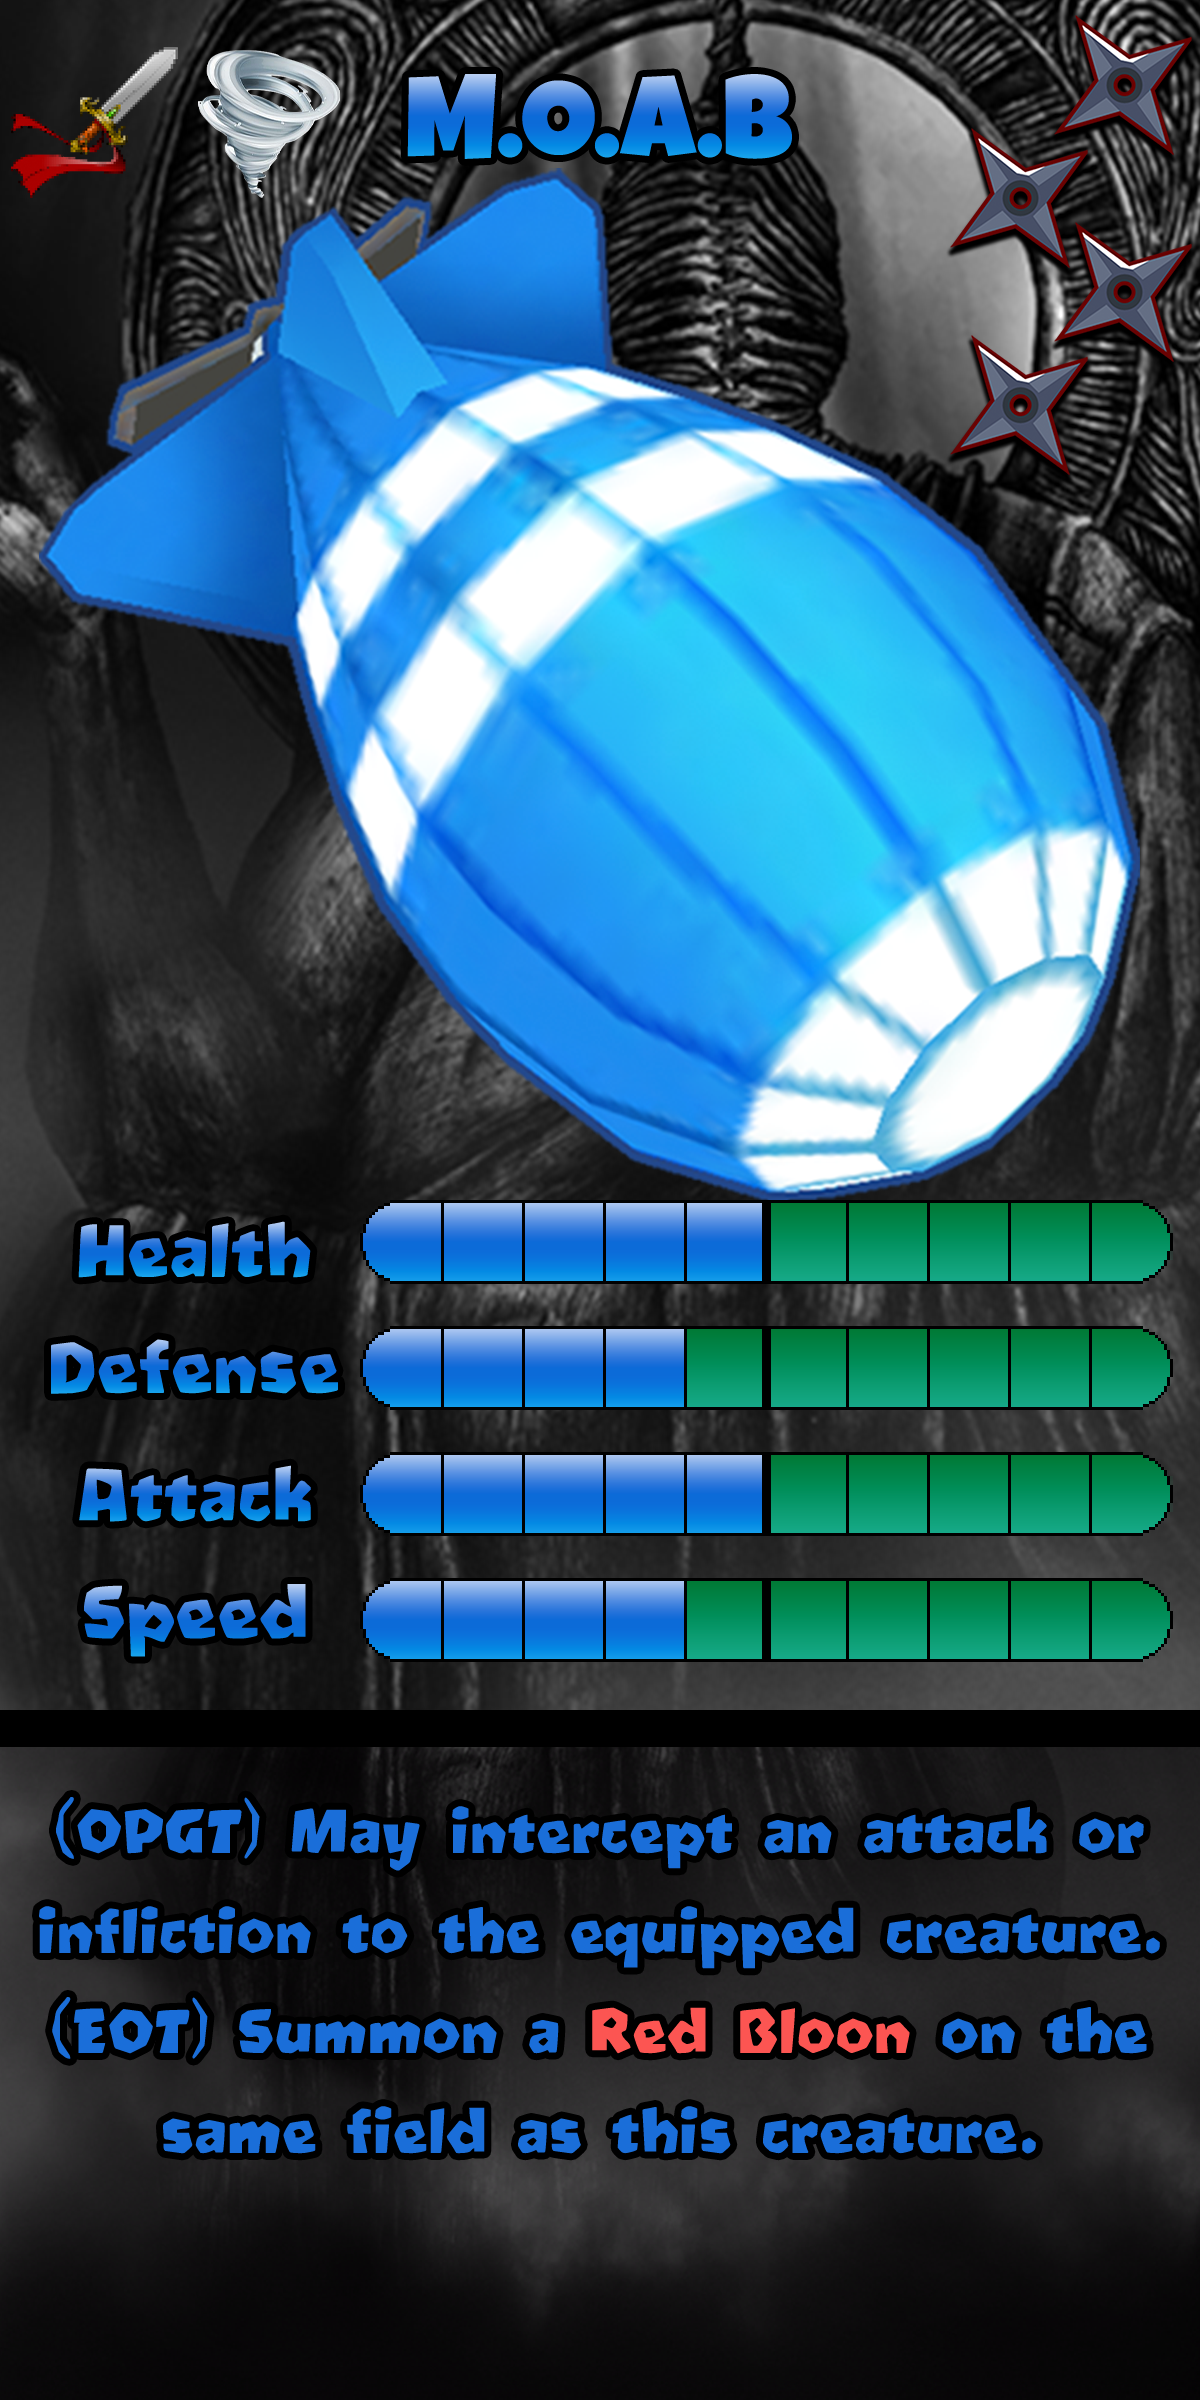 M.O.A.B
Health
Defense
Attack
Speed
(OPGT) May intercept an attack or
infliction to the equipped creature.
(EOT) Summon a Red Bloon on the
same field as this creature.